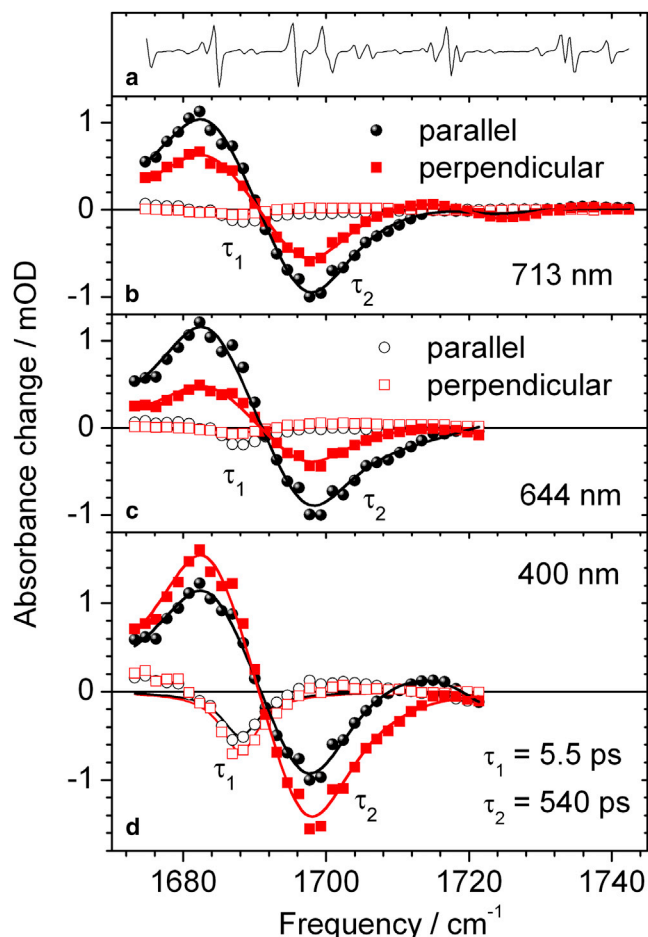 a
1
parallel
perpendicular
0
τ1
τ2
-1
b
713 nm
1
parallel
perpendicular
0
τ1
τ2
-1
c
644 nm
400 nm
1
0
τ1
τ1 = 5.5 ps
-1
τ2
τ2 = 540 ps
d
Absorbance change / mOD
1680
1700
1720
1740
Frequency / cm-1